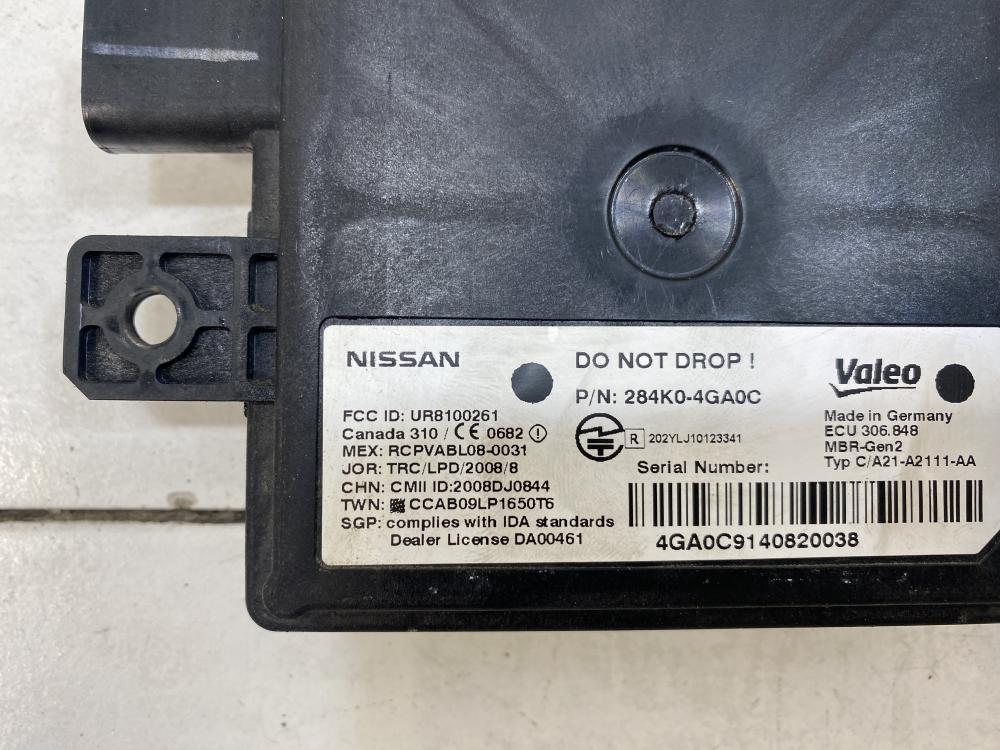 NISSAN
DO NOT DROP !
P/N: 284K0-4GA0C
Valeo
FCC ID: UR8100261
Canada 310 / CE 0682 !
MEX: RCPVABL08-0031
JOR: TRC/LPD/2008/8
CHN: CMII ID:2008DJ0844
TWN: CCAB09LP1650T6
SGP: complies with IDA standards
Dealer License DA00461
R 202YLJ10123341
Made in Germany
ECU 306.848
MBR-Gen2
Typ C/A21-A2111-AA
Serial Number:
4GA0C9140820038